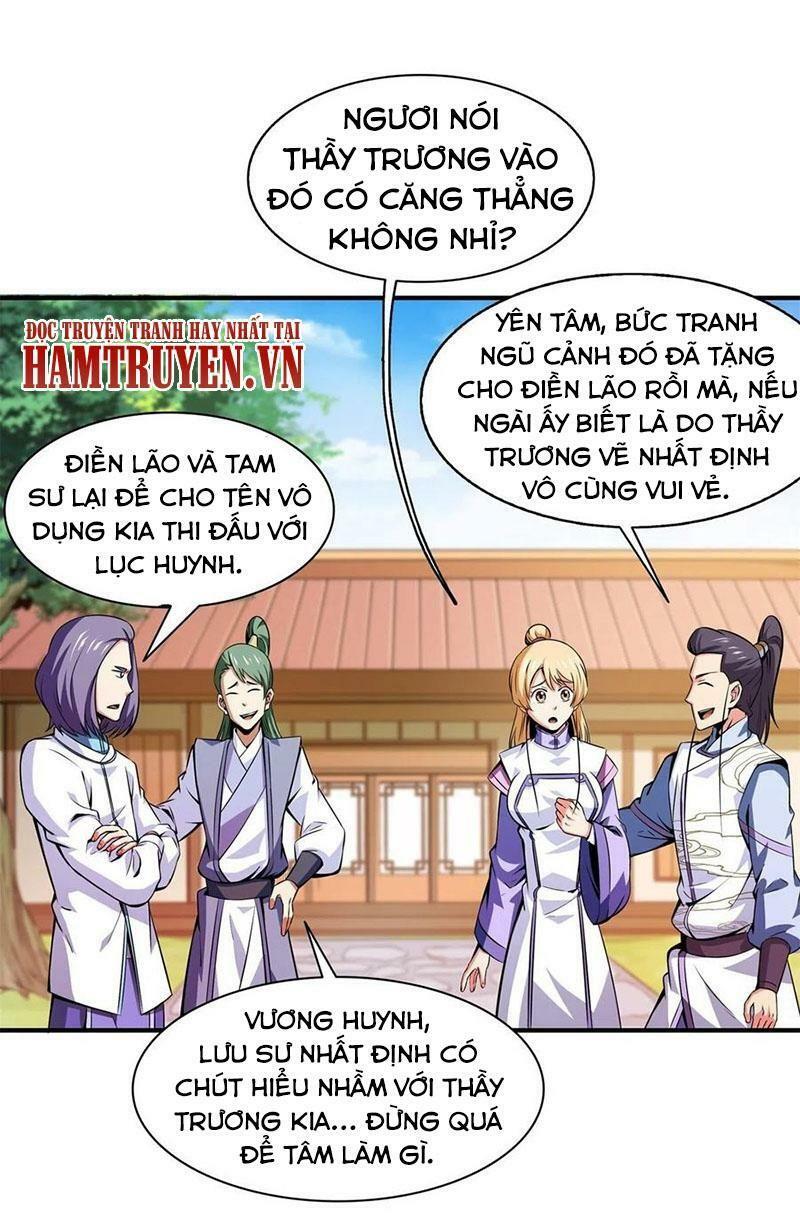 NGƯƠI NÓI
THẦY TRƯƠNG VÀO
ĐÓ CÓ CĂNG THẲNG
KHÔNG NHỈ?
YÊN TÂM, BỨC TRANH
NGŨ CẢNH ĐÓ ĐÃ TẶNG
CHO ĐIỀN LÃO RỒI MÀ, NẾU
NGÀI ẤY BIẾT LÀ DO THẦY
TRƯƠNG VẼ NHẤT ĐỊNH
VÔ CÙNG VUI VẺ.
ĐỌC TRUYỆN TRANH HAY NHẤT TẠI
HAMTRUYEN.VN
ĐIỀN LÃO VÀ TAM
SƯ LẠI ĐỂ CHO TÊN VÔ
DỤNG KIA THI ĐẤU VỚI
LỤC HUYNH.
VƯƠNG HUYNH,
LƯU SƯ NHẤT ĐỊNH CÓ
CHÚT HIỂU NHẦM VỚI THẦY
TRƯƠNG KIA... ĐỪNG QUÁ
ĐỂ TÂM LÀM GÌ.